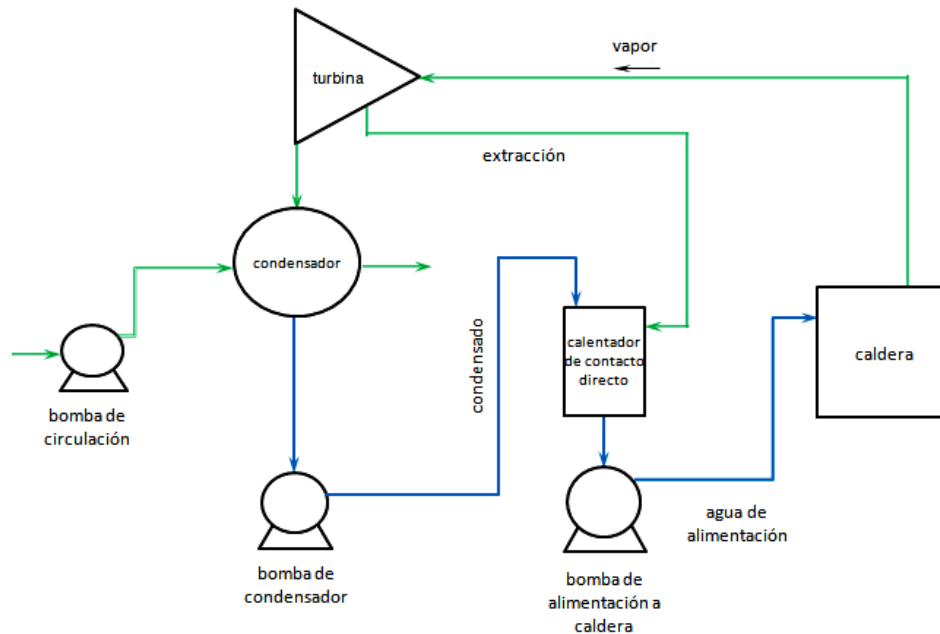 vapor
turbina
extracción
condensador
condensado
calentador
de contacto
directo
caldera
bomba de
circulación
agua de
alimentación
bomba de
condensador
bomba de
alimentación a
caldera